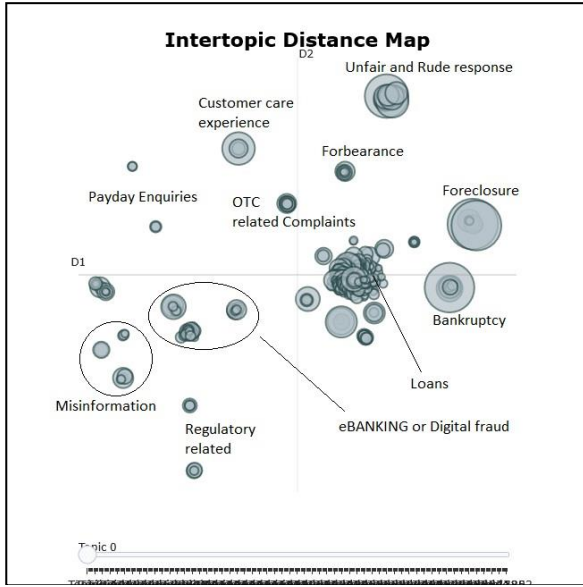 Intertopic Distance Map
D2
Unfair and Rude response
Customer care
experience
Forbearance
Payday Enquiries
OTC
related Complaints
Foreclosure
D1
Bankruptcy
Loans
Misinformation
eBANKING or Digital fraud
Regulatory
related
Topic 0